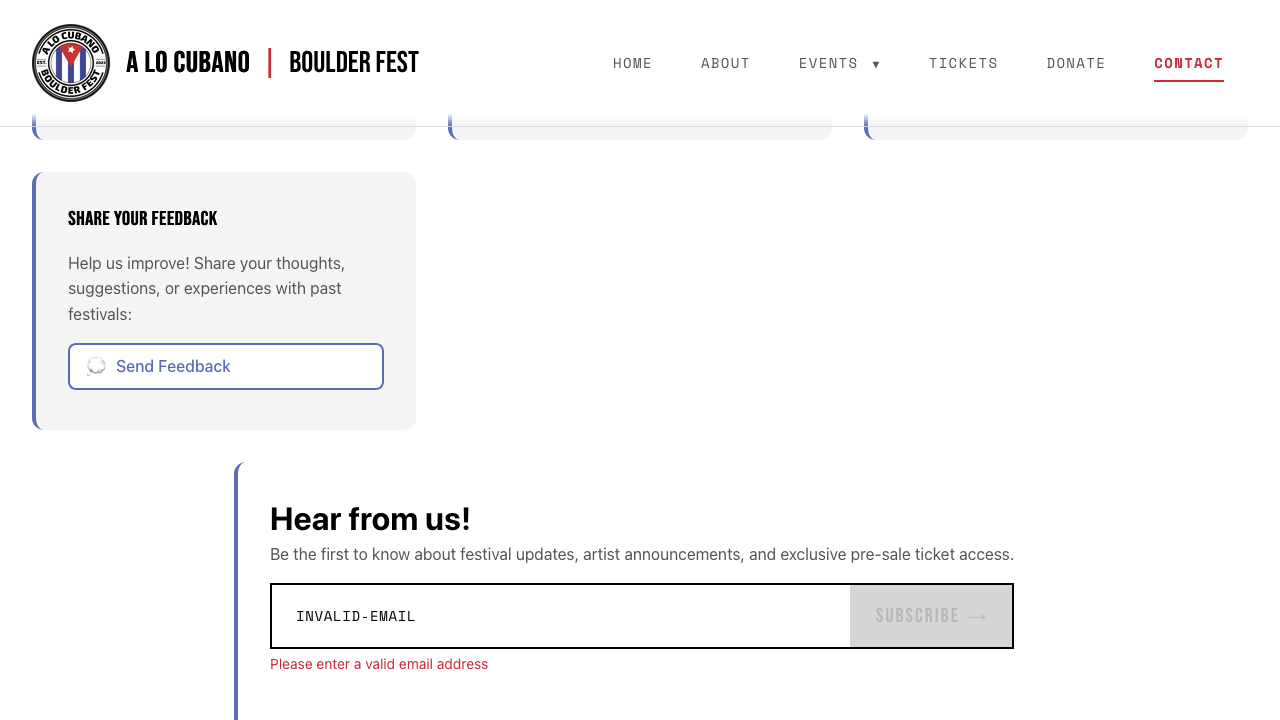 A LO CUBANO
EST.
2023
BOULDER FEST
A LO CUBANO | BOULDER FEST
HOME
ABOUT
EVENTS ▼
TICKETS
DONATE
CONTACT
SHARE YOUR FEEDBACK
Help us improve! Share your thoughts,
suggestions, or experiences with past
festivals:
Send Feedback
Hear from us!
Be the first to know about festival updates, artist announcements, and exclusive pre-sale ticket access.
INVALID-EMAIL
SUBSCRIBE →
Please enter a valid email address